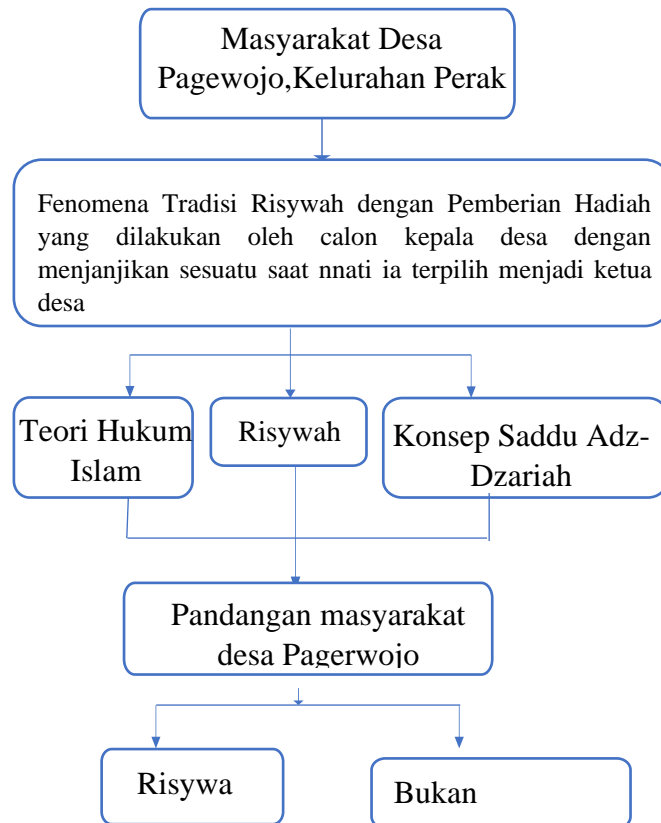 Masyarakat Desa
Pagewojo,Kelurahan Perak
Fenomena Tradisi Risywah dengan Pemberian Hadiah
yang dilakukan oleh calon kepala desa dengan
menjanjikan sesuatu saat nnati ia terpilih menjadi ketua
desa
Teori Hukum
Islam
Risywah
Konsep Saddu Adz-
Dzariah
Pandangan masyarakat
desa Pagerwojo
Risywa
Bukan